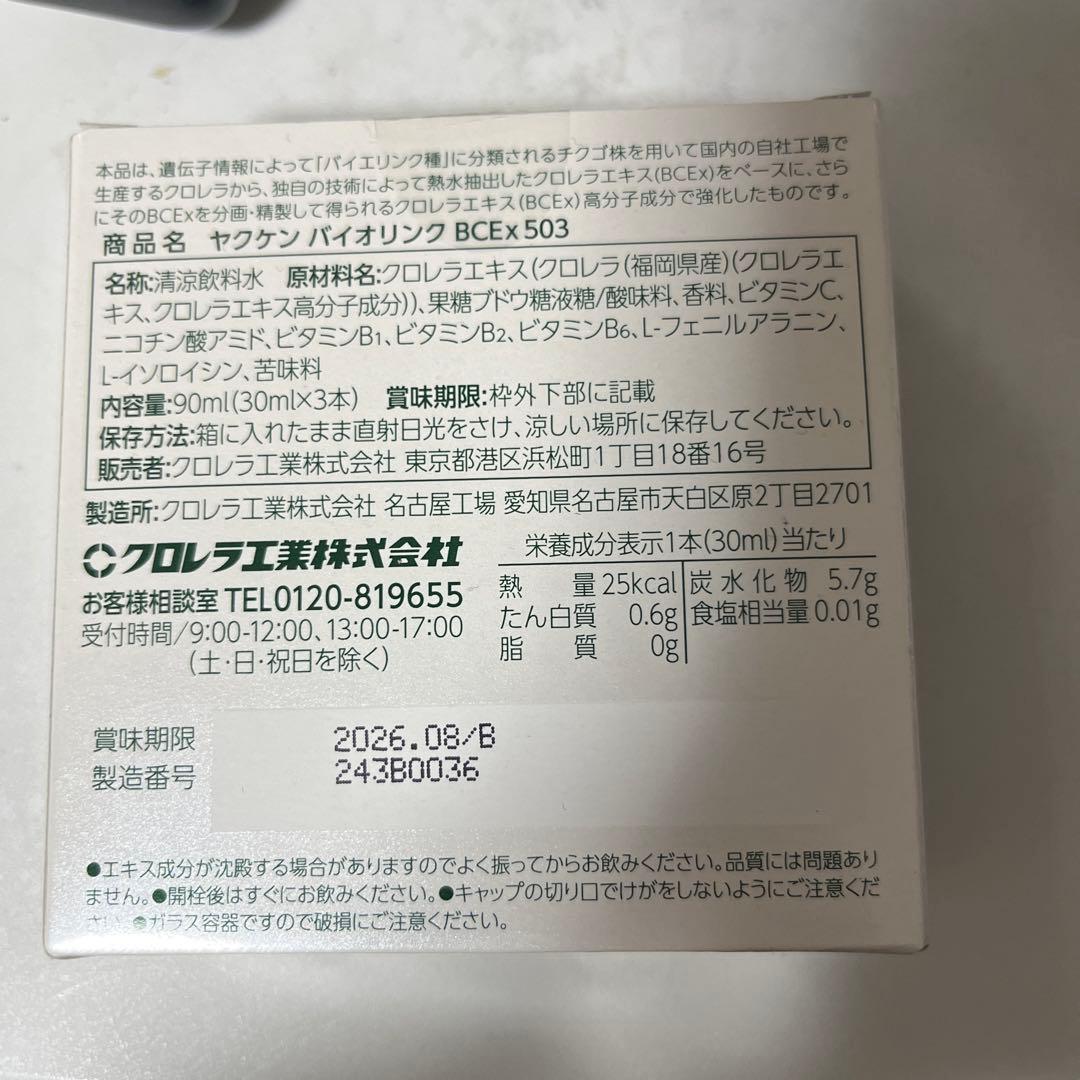 本品は、遺伝子情報によって「パイエリンク種」に分類されるチクゴ株を用いて国内の自社工場で
生産するクロレラから、独自の技術によって熱水抽出したクロレラエキス(BCEx)をベースに、さら
にそのBCExを分画・精製して得られるクロレラエキス(BCEx)高分子成分で強化したものです。
商品名 ヤクケン バイオリンク BCEx 503
名称:清涼飲料水 原材料名:クロレラエキス(クロレラ(福岡県産)(クロレラエ
キス、クロレラエキス高分子成分))、果糖ブドウ糖液糖/酸味料、香料、ビタミンC、
ニコチン酸アミド、ビタミンB1、ビタミンB2、ビタミンB6、L-フェニルアラニン、
L-イソロイシン、苦味料
内容量:90ml(30ml×3本) 賞味期限:枠外下部に記載
保存方法:箱に入れたまま直射日光をさけ、涼しい場所に保存してください。
販売者:クロレラ工業株式会社 東京都港区浜松町1丁目18番16号
製造所:クロレラ工業株式会社 名古屋工場 愛知県名古屋市天白区原2丁目2701
クロレラ工業株式会社
お客様相談室 TEL0120-819655
受付時間/9:00-12:00、13:00-17:00
(土・日・祝日を除く)
栄養成分表示1本(30ml)当たり
熱量 25kcal 炭水化物 5.7g
たん白質 0.6g 食塩相当量 0.01g
脂質 0g
賞味期限 2026.08/B
製造番号 243B0036
●エキス成分が沈殿する場合がありますのでよく振ってからお飲みください。品質には問題あり
ません。●開栓後はすぐにお飲みください。●キャップの切り口でけがをしないようにご注意くだ
さい。●ガラス容器ですので破損にご注意ください。